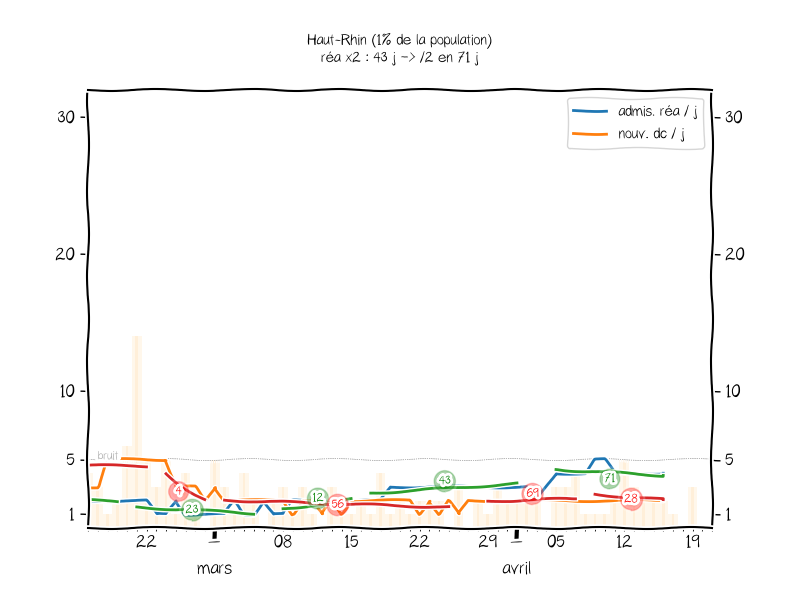 Haut-Rhin (1% de la population)
réa x2 : 43 j -> /2 en 71 j
admis. réa / j
nouv. dc / j
30 30
20 20
10 10
5 5
1 1
bruit
4 23 12 56 43 69 71 28
22 1 08 15 22 29 1 05 12 19
mars avril